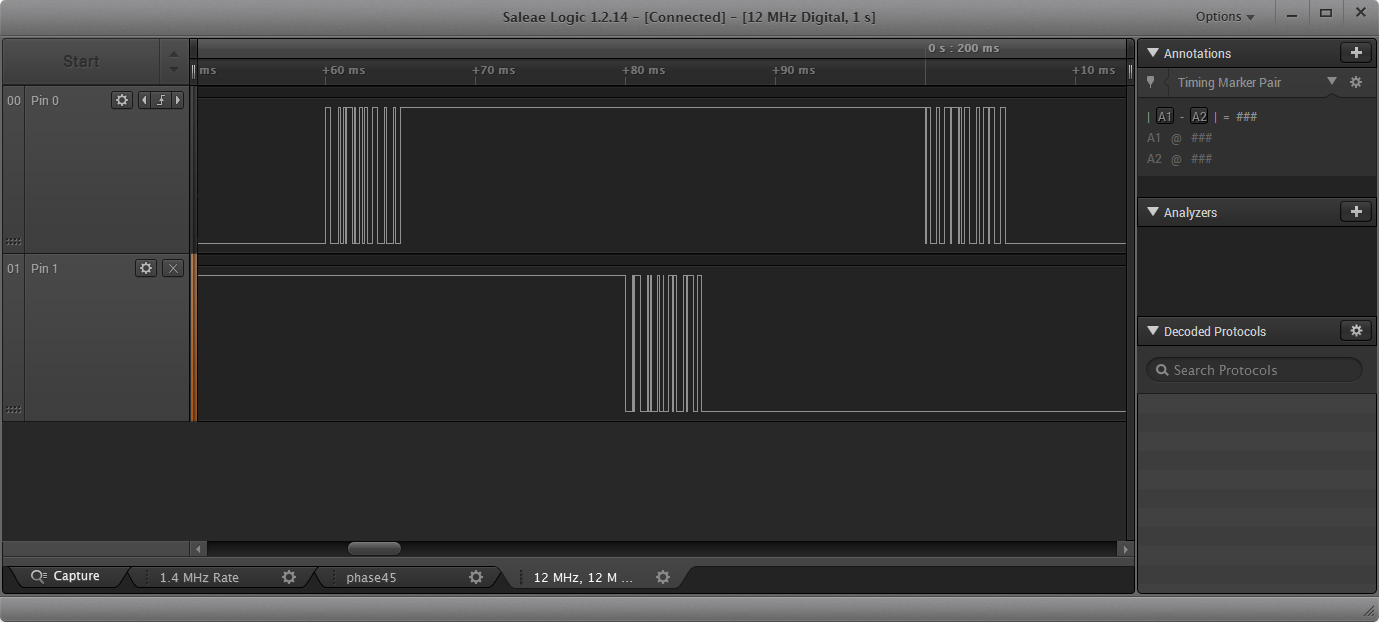 Saleae Logic 1.2.14 - [Connected] - [12 MHz Digital, 1 s]
Options
Start
0 s : 200 ms
ms +60 ms +70 ms +80 ms +90 ms +10 ms
00 Pin 0
01 Pin 1
Annotations
Timing Marker Pair
| A1 - A2 | = ###
A1 @ ###
A2 @ ###
Analyzers
Decoded Protocols
Search Protocols
Capture
1.4 MHz Rate
phase45
12 MHz, 12 M ...